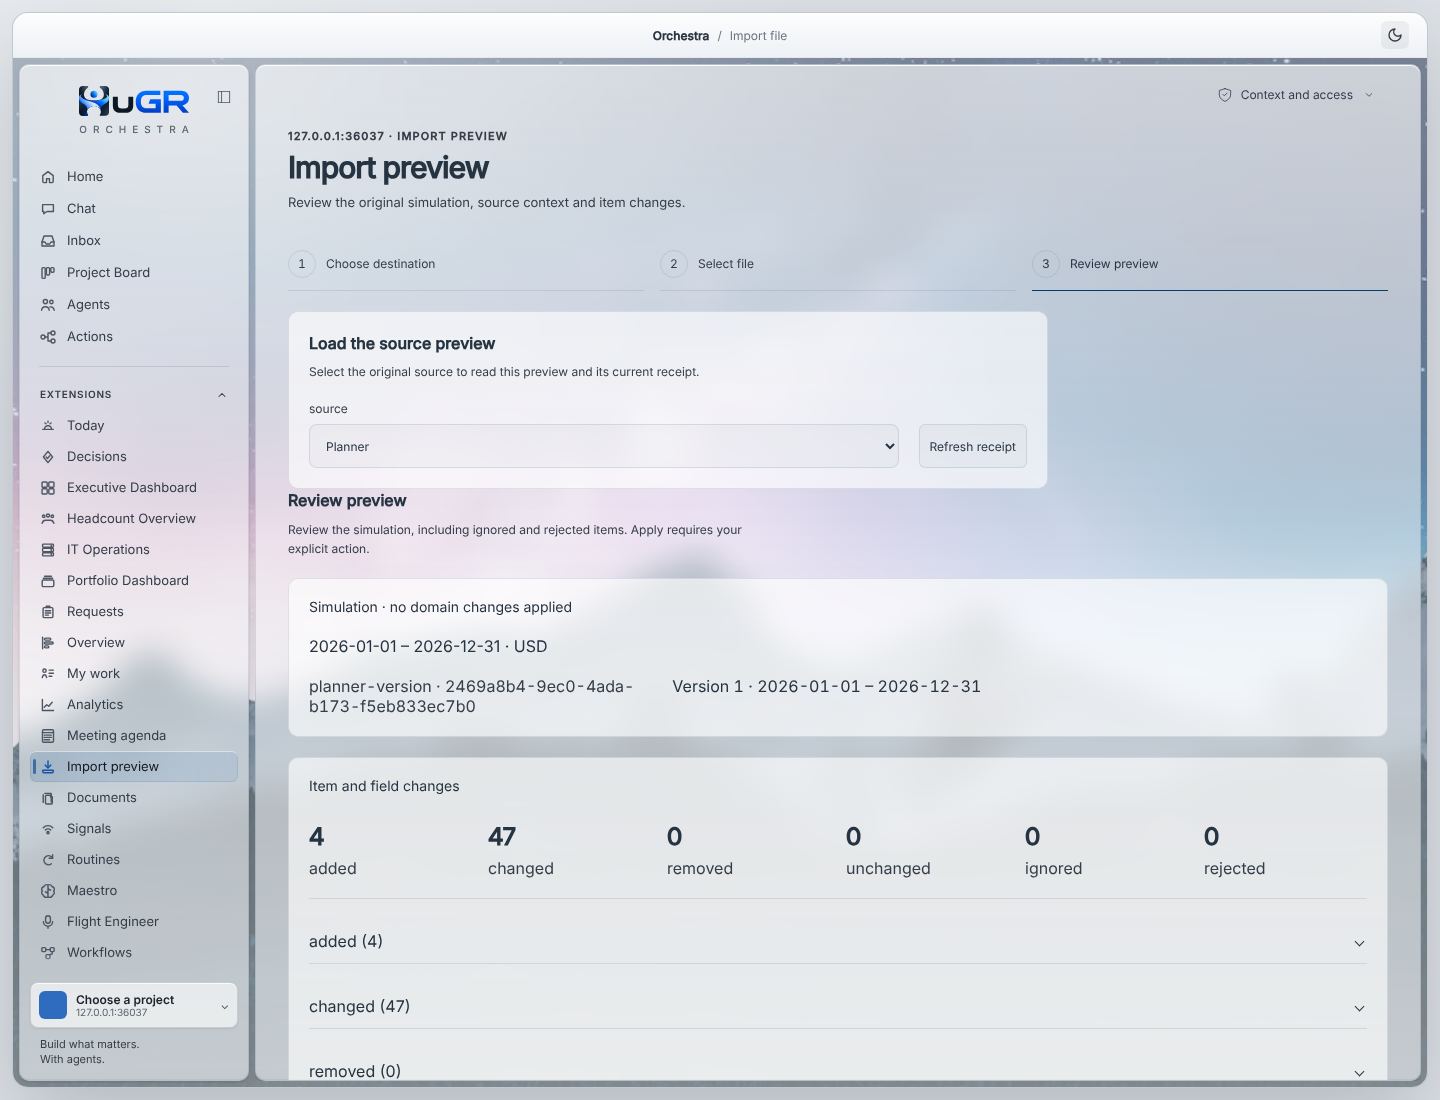 Orchestra / Import file
HuGR
ORCHESTRA
Home
Chat
Inbox
Project Board
Agents
Actions
EXTENSIONS
Today
Decisions
Executive Dashboard
Headcount Overview
IT Operations
Portfolio Dashboard
Requests
Overview
My work
Analytics
Meeting agenda
Import preview
Documents
Signals
Routines
Maestro
Flight Engineer
Workflows
Choose a project
127.0.0.1:36037
Build what matters.
With agents.
Context and access
127.0.0.1:36037 · IMPORT PREVIEW
Import preview
Review the original simulation, source context and item changes.
1 Choose destination
2 Select file
3 Review preview
Load the source preview
Select the original source to read this preview and its current receipt.
source
Planner
Refresh receipt
Review preview
Review the simulation, including ignored and rejected items. Apply requires your
explicit action.
Simulation · no domain changes applied
2026-01-01 – 2026-12-31 · USD
planner-version · 2469a8b4-9ec0-4ada-
b173-f5eb833ec7b0
Version 1 · 2026-01-01 – 2026-12-31
Item and field changes
4 47 0 0 0 0
added changed removed unchanged ignored rejected
added (4)
changed (47)
removed (0)